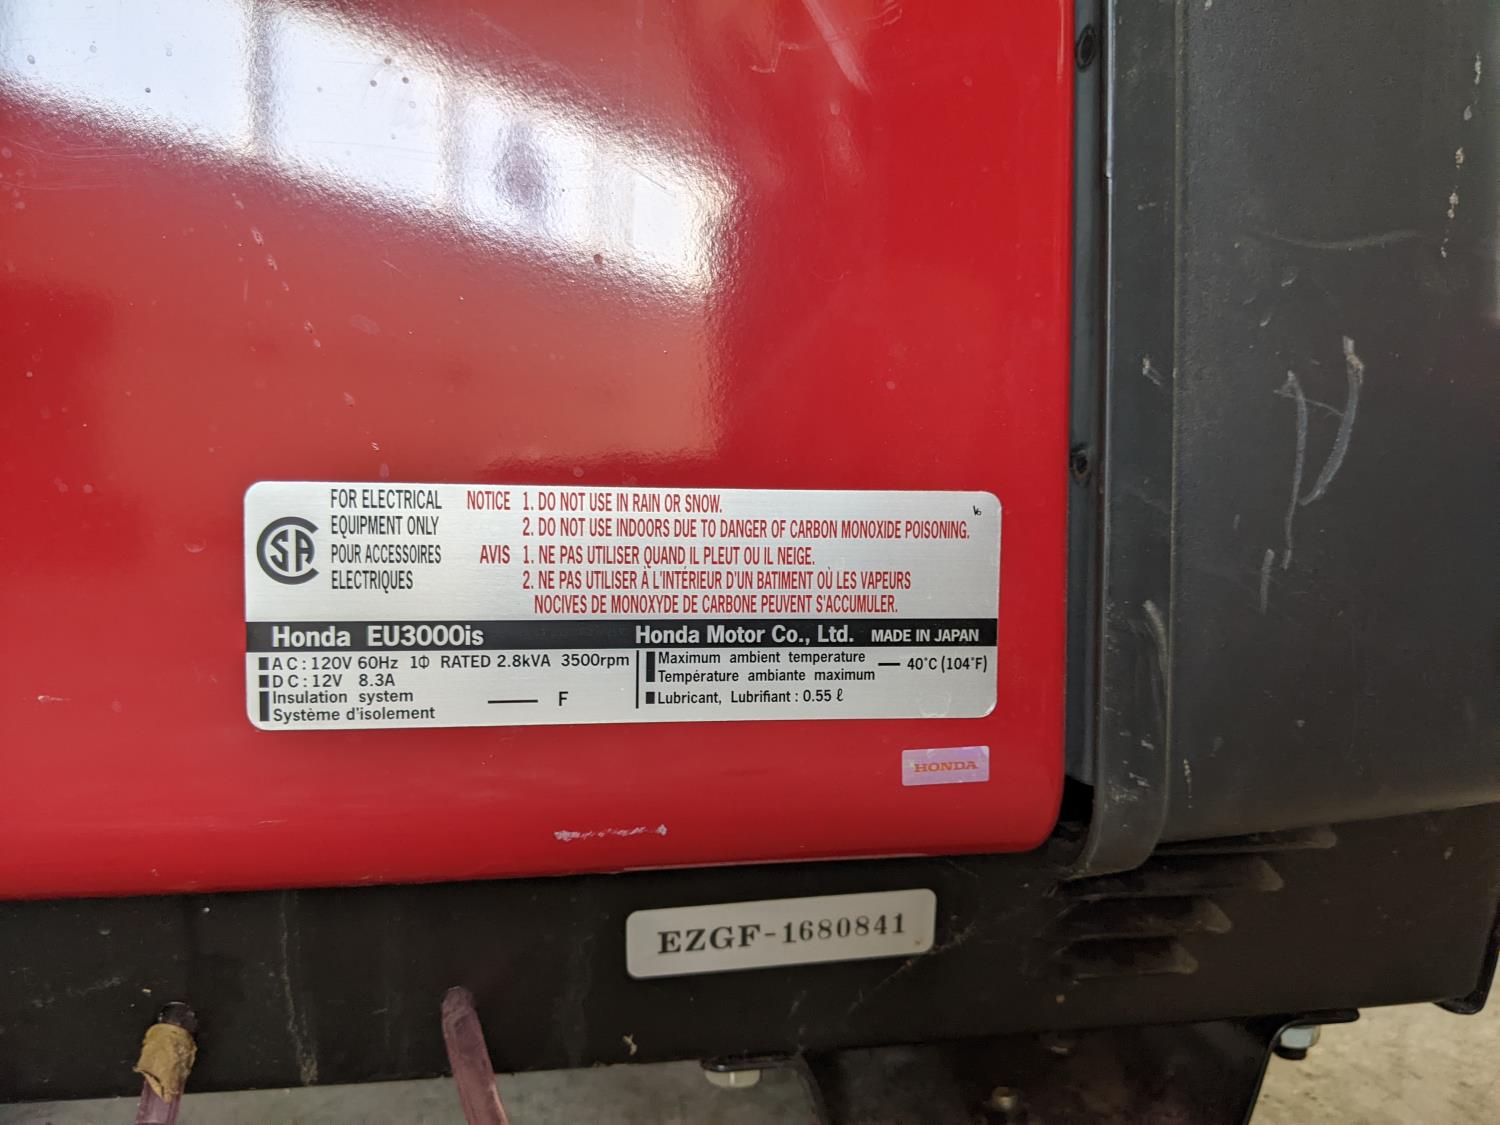 SA
FOR ELECTRICAL
EQUIPMENT ONLY
POUR ACCESSOIRES
ELECTRIQUES
NOTICE 1. DO NOT USE IN RAIN OR SNOW.
2. DO NOT USE INDOORS DUE TO DANGER OF CARBON MONOXIDE POISONING.
AVIS 1. NE PAS UTILISER QUAND IL PLEUT OU IL NEIGE.
2. NE PAS UTILISER À L'INTÉRIEUR D'UN BATIMENT OÙ LES VAPEURS
NOCIVES DE MONOXYDE DE CARBONE PEUVENT S'ACCUMULER.
Honda EU3000is
Honda Motor Co., Ltd. MADE IN JAPAN
AC : 120V 60Hz 1Φ RATED 2.8kVA 3500rpm
DC : 12V 8.3A
Insulation system
Système d'isolement — F
Maximum ambient temperature
Température ambiante maximum — 40°C (104°F)
Lubricant, Lubrifiant : 0.55 ℓ
HONDA
EZGF-1680841